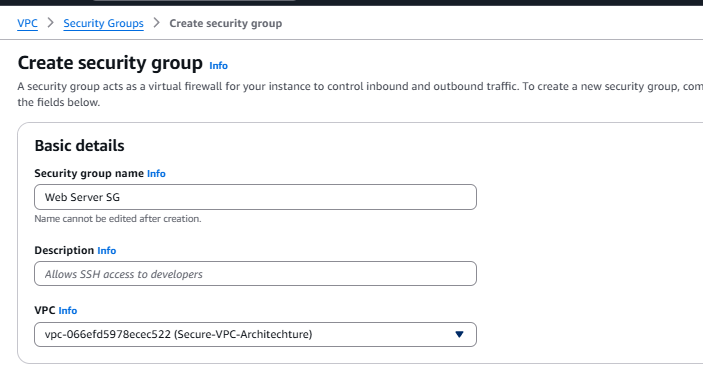 VPC > Security Groups > Create security group
Create security group Info
A security group acts as a virtual firewall for your instance to control inbound and outbound traffic. To create a new security group, com
the fields below.
Basic details
Security group name Info
Web Server SG
Name cannot be edited after creation.
Description Info
Allows SSH access to developers
VPC Info
vpc-066efd5978ecec522 (Secure-VPC-Architechture)